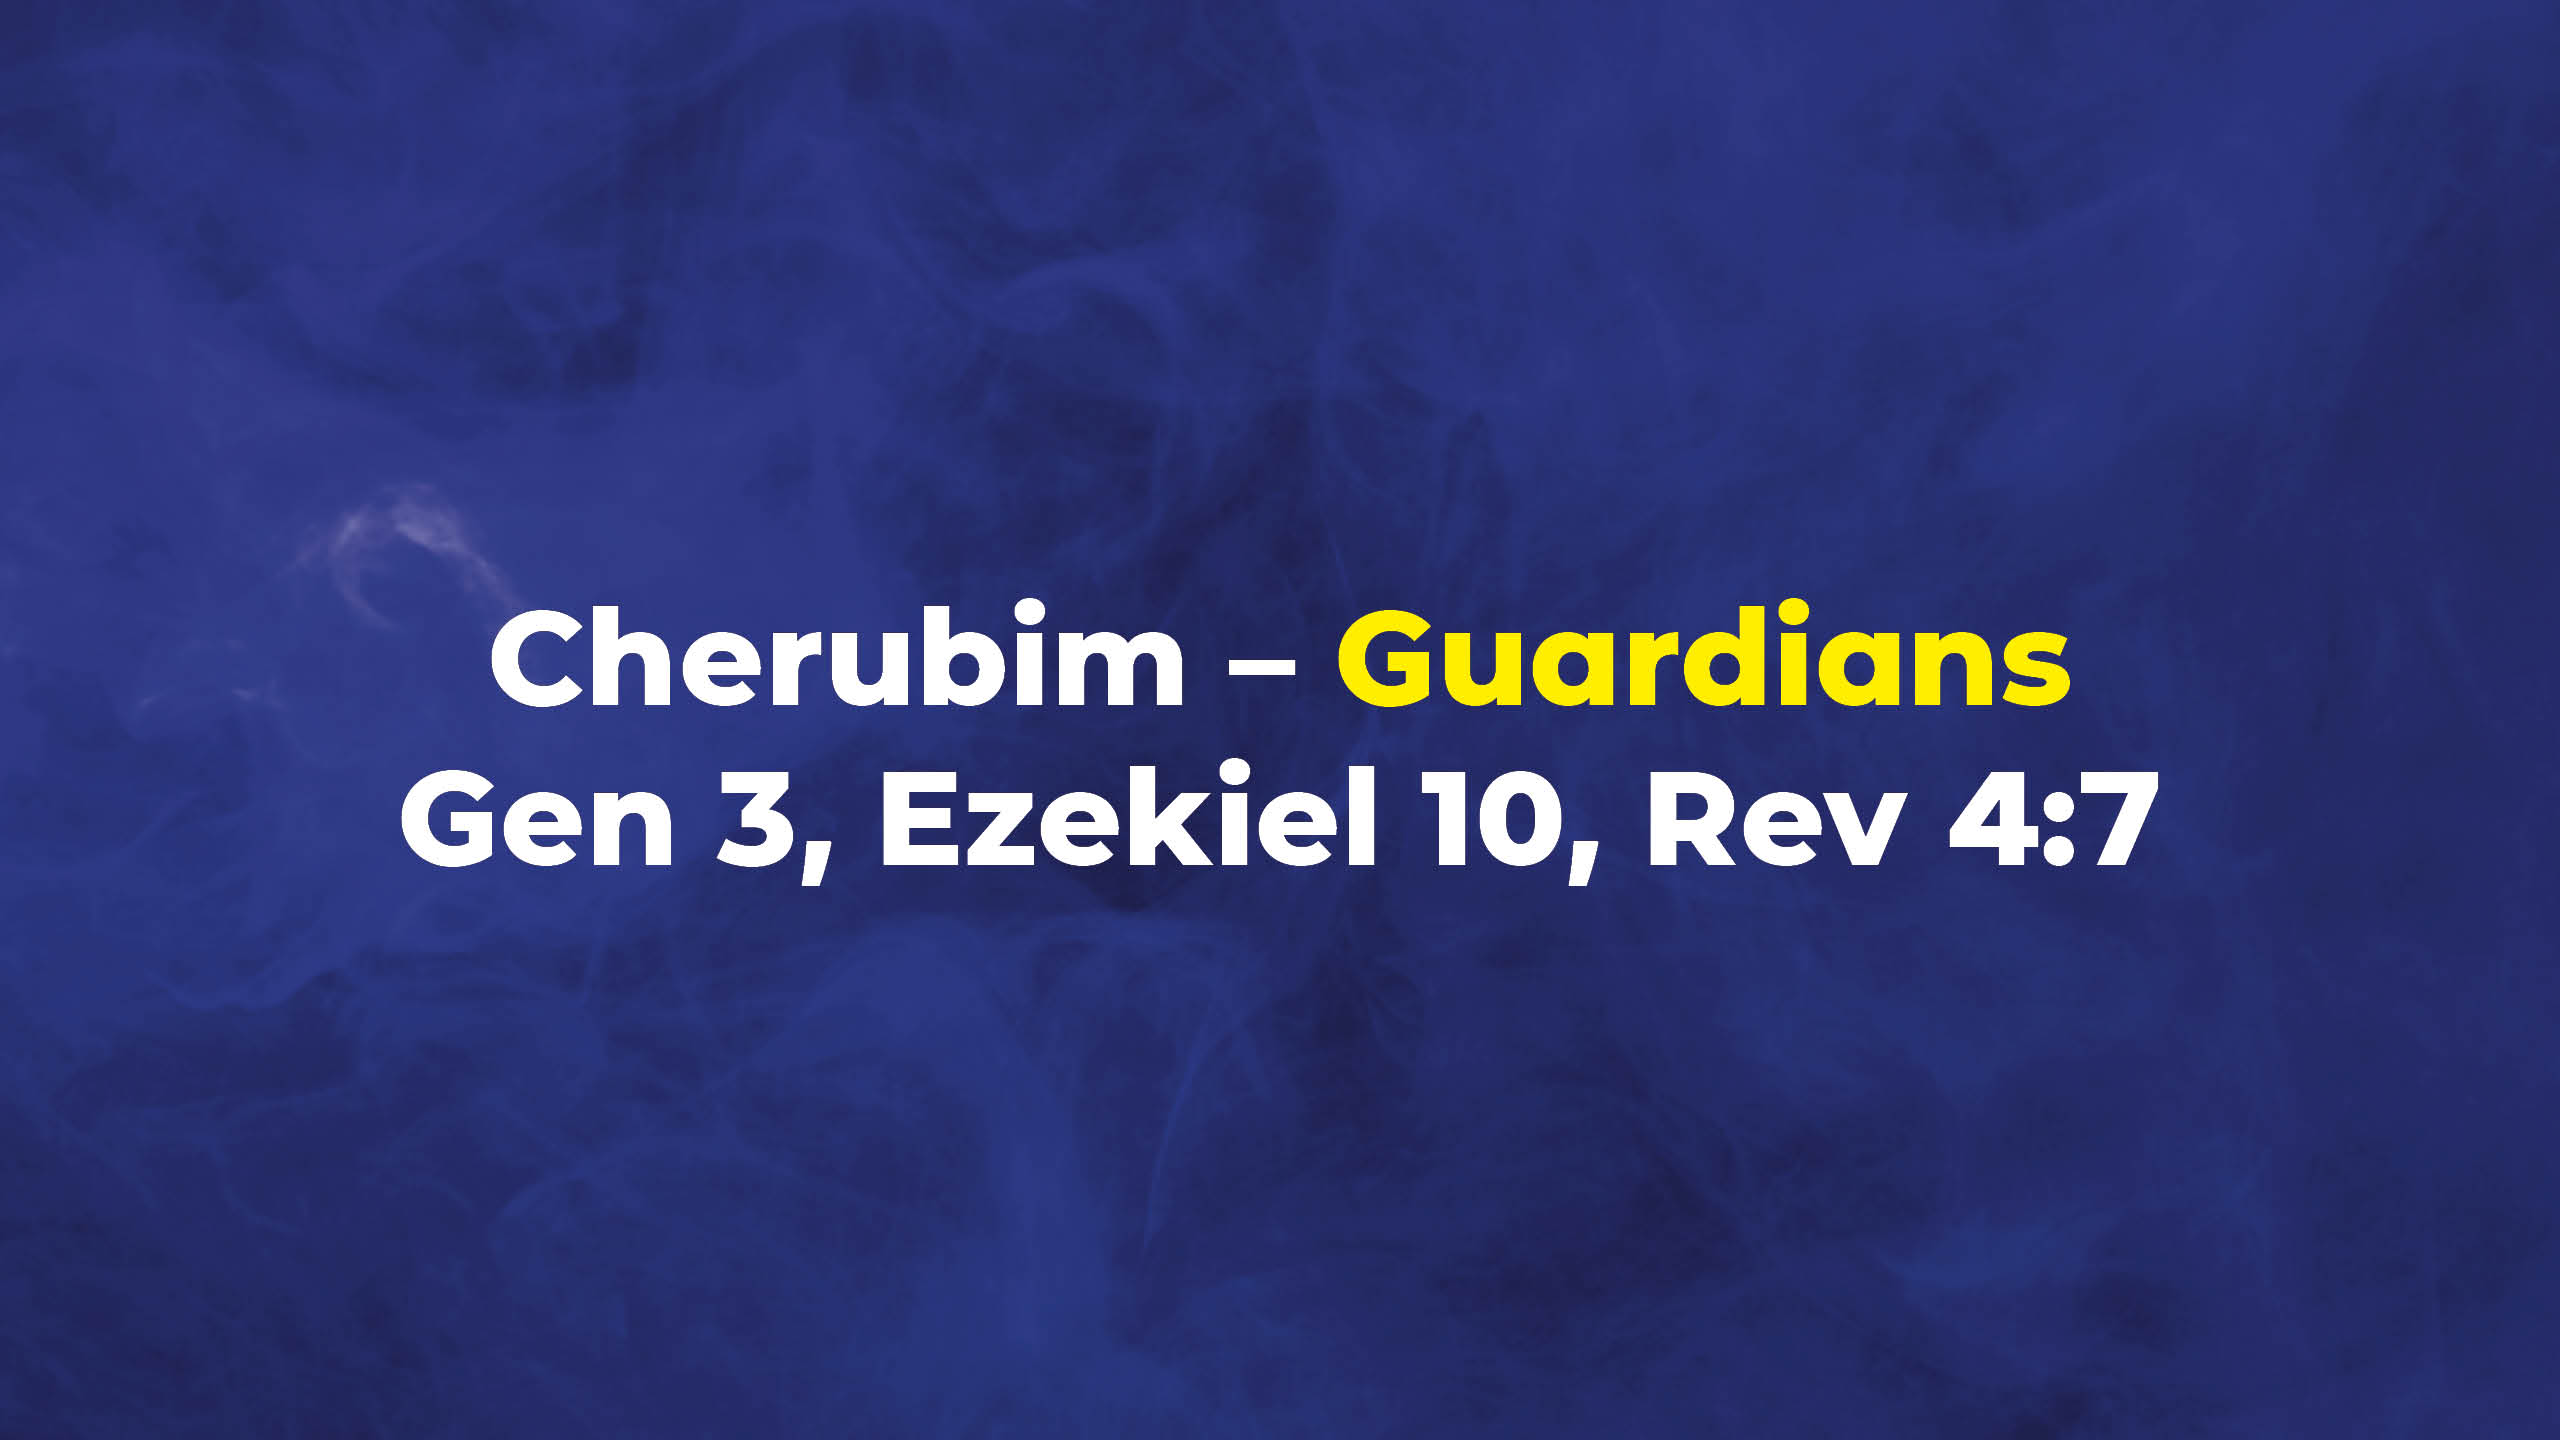 Cherubim – Guardians
Gen 3, Ezekiel 10, Rev 4:7